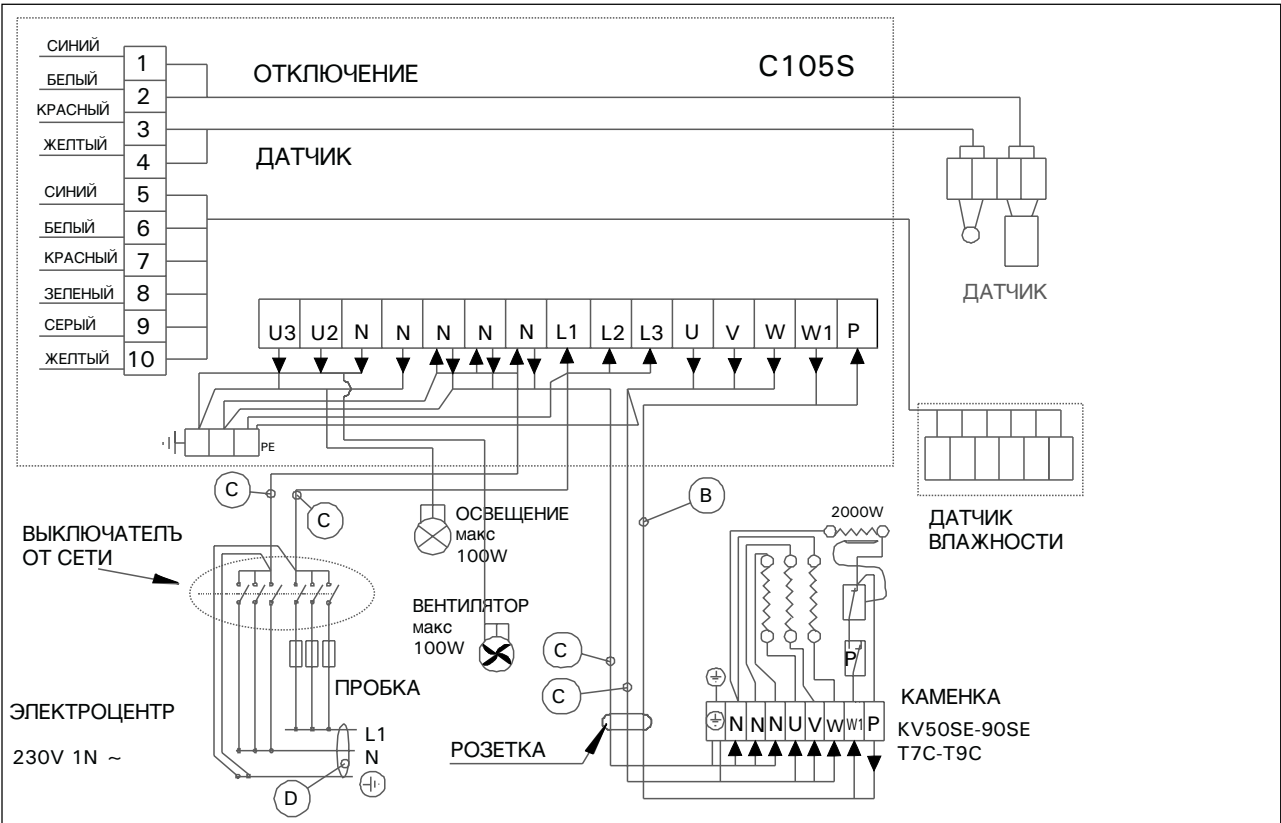 C105S
СИНИЙ
1
БЕЛЫЙ
2
КРАСНЫЙ
3
ЖЕЛТЫЙ
4
СИНИЙ
5
БЕЛЫЙ
6
КРАСНЫЙ
7
ЗЕЛЕНЫЙ
8
СЕРЫЙ
9
ЖЕЛТЫЙ
10
ОТКЛЮЧЕНИЕ
ДАТЧИК
ДАТЧИК
U3 U2 N N N N N L1 L2 L3 U V W W1 P
PE
C
C
B
ОСВЕЩЕНИЕ
макс
100W
2000W
ДАТЧИК
ВЛАЖНОСТИ
ВЫКЛЮЧАТЕЛЪ
ОТ СЕТИ
ВЕНТИЛЯТОР
макс
100W
C
C
P
ПРОБКА
КАМЕНКА
KV50SE-90SE
T7C-T9C
N N N U V W W1 P
РОЗЕТКА
ЭЛЕКТРОЦЕНТР
230V 1N ~
L1
N
D